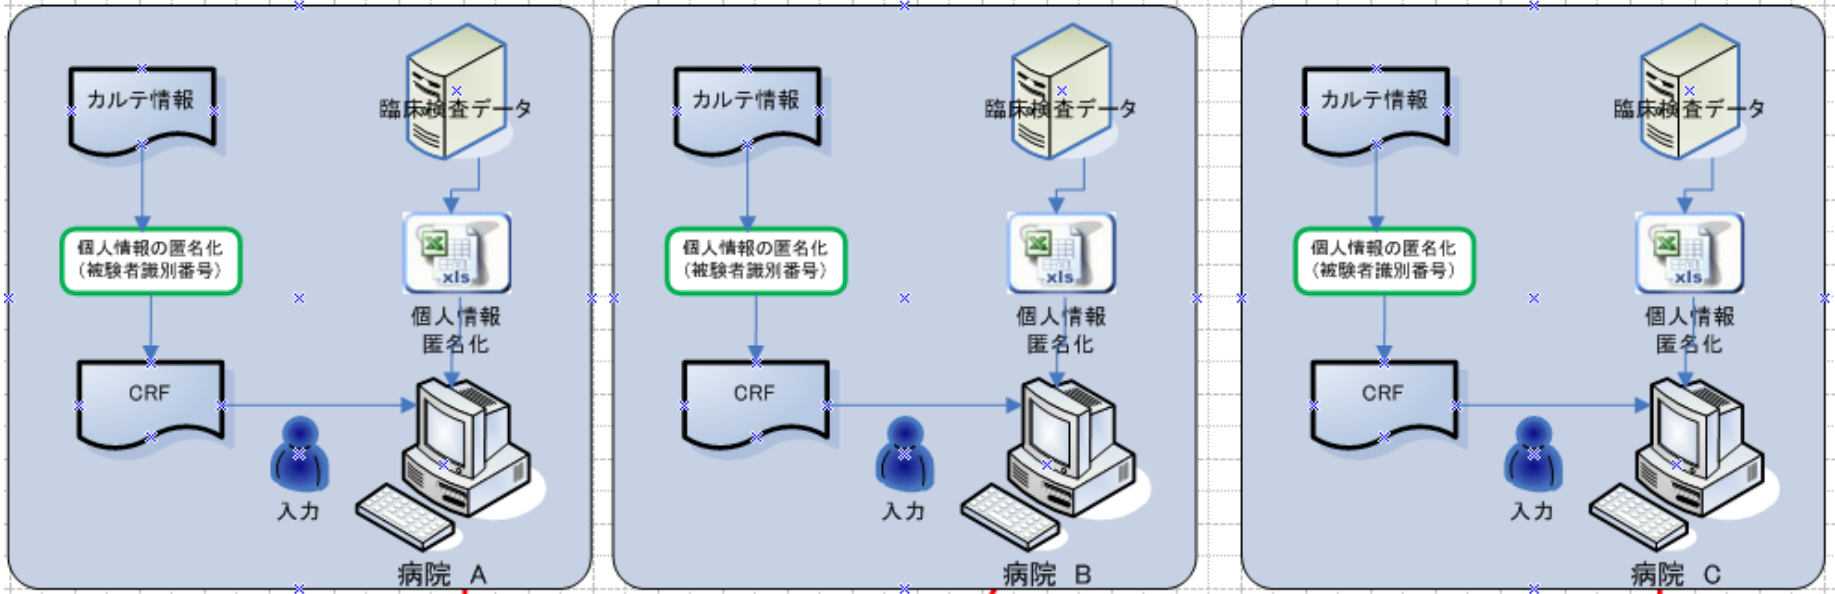 カルテ情報
臨床検査データ
個人情報の匿名化
（被験者識別番号）
xls
個人情報
匿名化
CRF
入力
病院 A
カルテ情報
臨床検査データ
個人情報の匿名化
（被験者識別番号）
xls
個人情報
匿名化
CRF
入力
病院 B
カルテ情報
臨床検査データ
個人情報の匿名化
（被験者識別番号）
xls
個人情報
匿名化
CRF
入力
病院 C